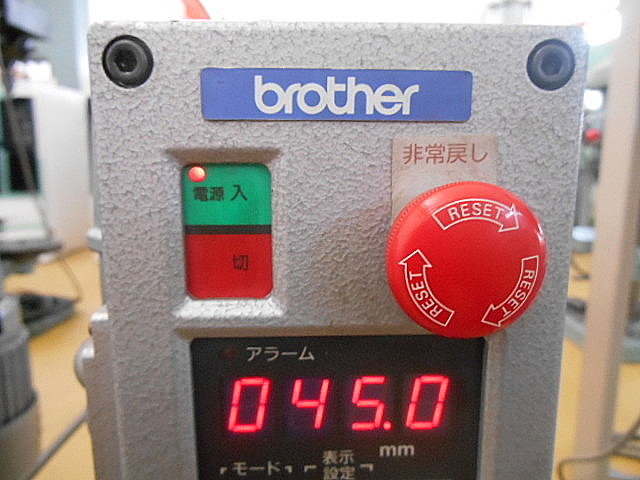 brother
非常戻し
電源 入
切
RESET
RESET
RESET
アラーム
045.0
mm
モード
表示
設定